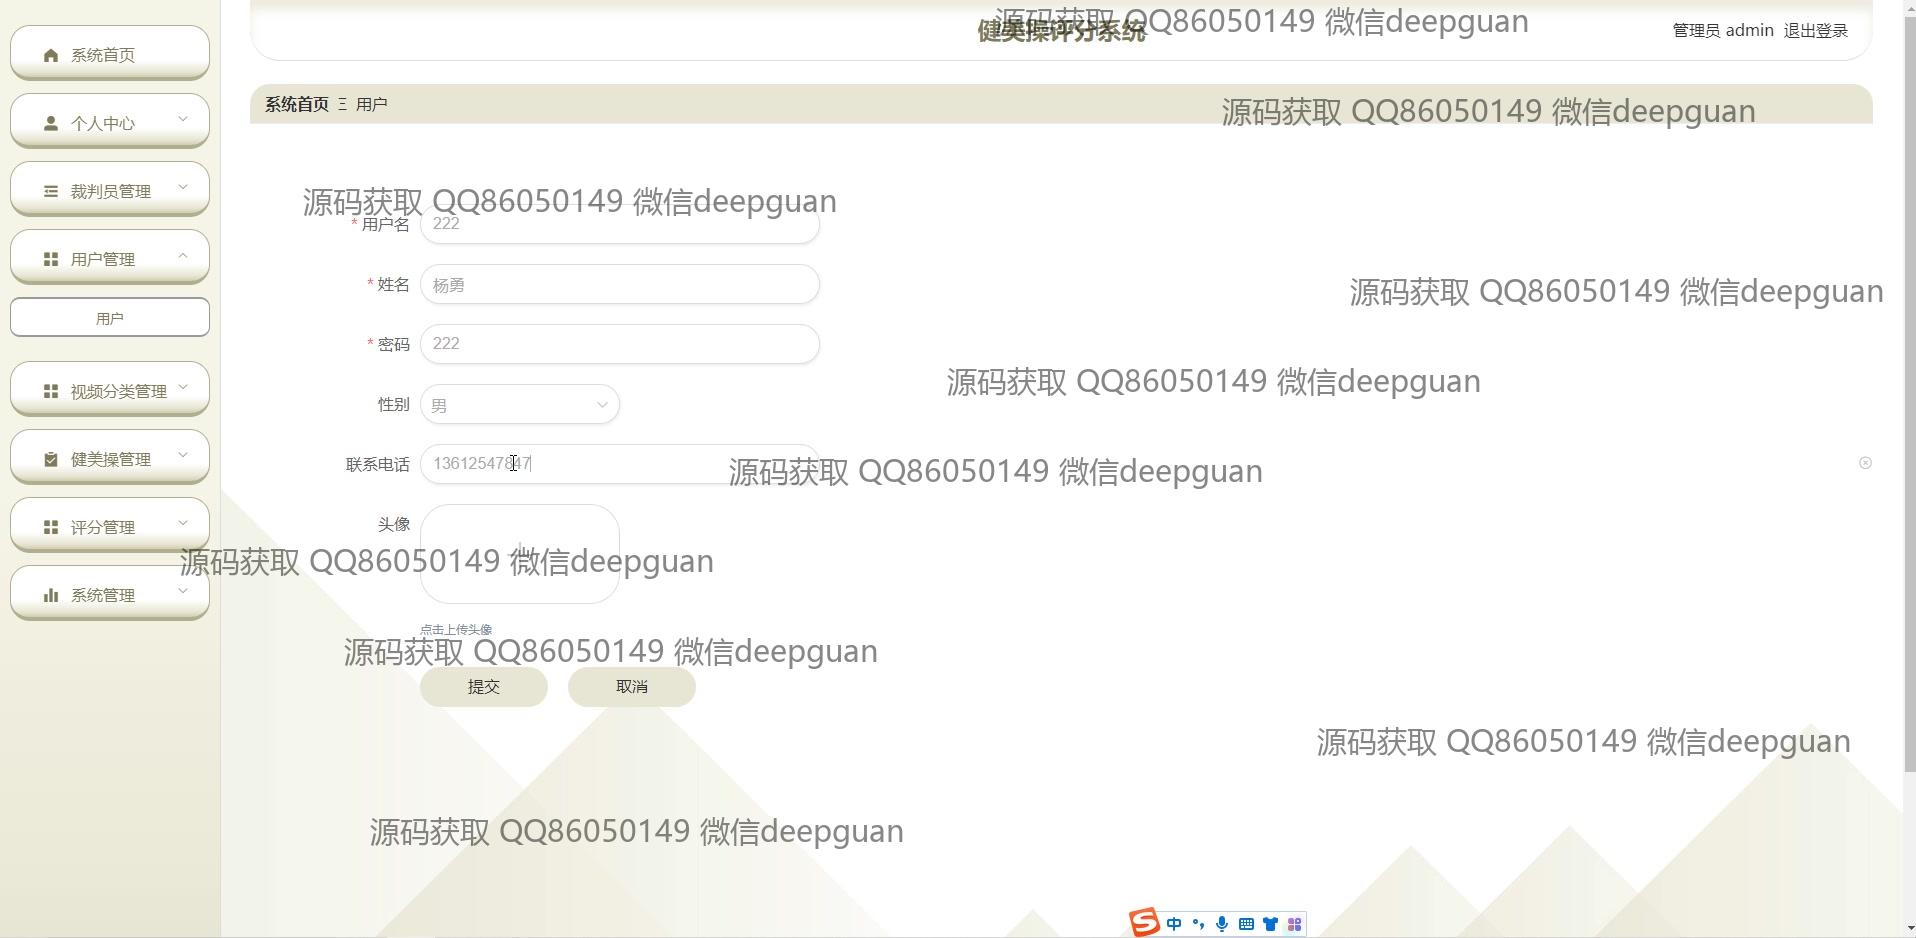 源码获取 QQ86050149 微信deepguan
健美操评分系统
管理员 admin 退出登录
系统首页
个人中心
裁判员管理
用户管理
用户
视频分类管理
健美操管理
评分管理
系统管理
系统首页 Ξ 用户
源码获取 QQ86050149 微信deepguan
源码获取 QQ86050149 微信deepguan
* 用户名 222
* 姓名 杨勇
源码获取 QQ86050149 微信deepguan
* 密码 222
源码获取 QQ86050149 微信deepguan
性别 男
联系电话 13612547847
源码获取 QQ86050149 微信deepguan
头像
源码获取 QQ86050149 微信deepguan
点击上传头像
源码获取 QQ86050149 微信deepguan
提交 取消
源码获取 QQ86050149 微信deepguan
源码获取 QQ86050149 微信deepguan
中